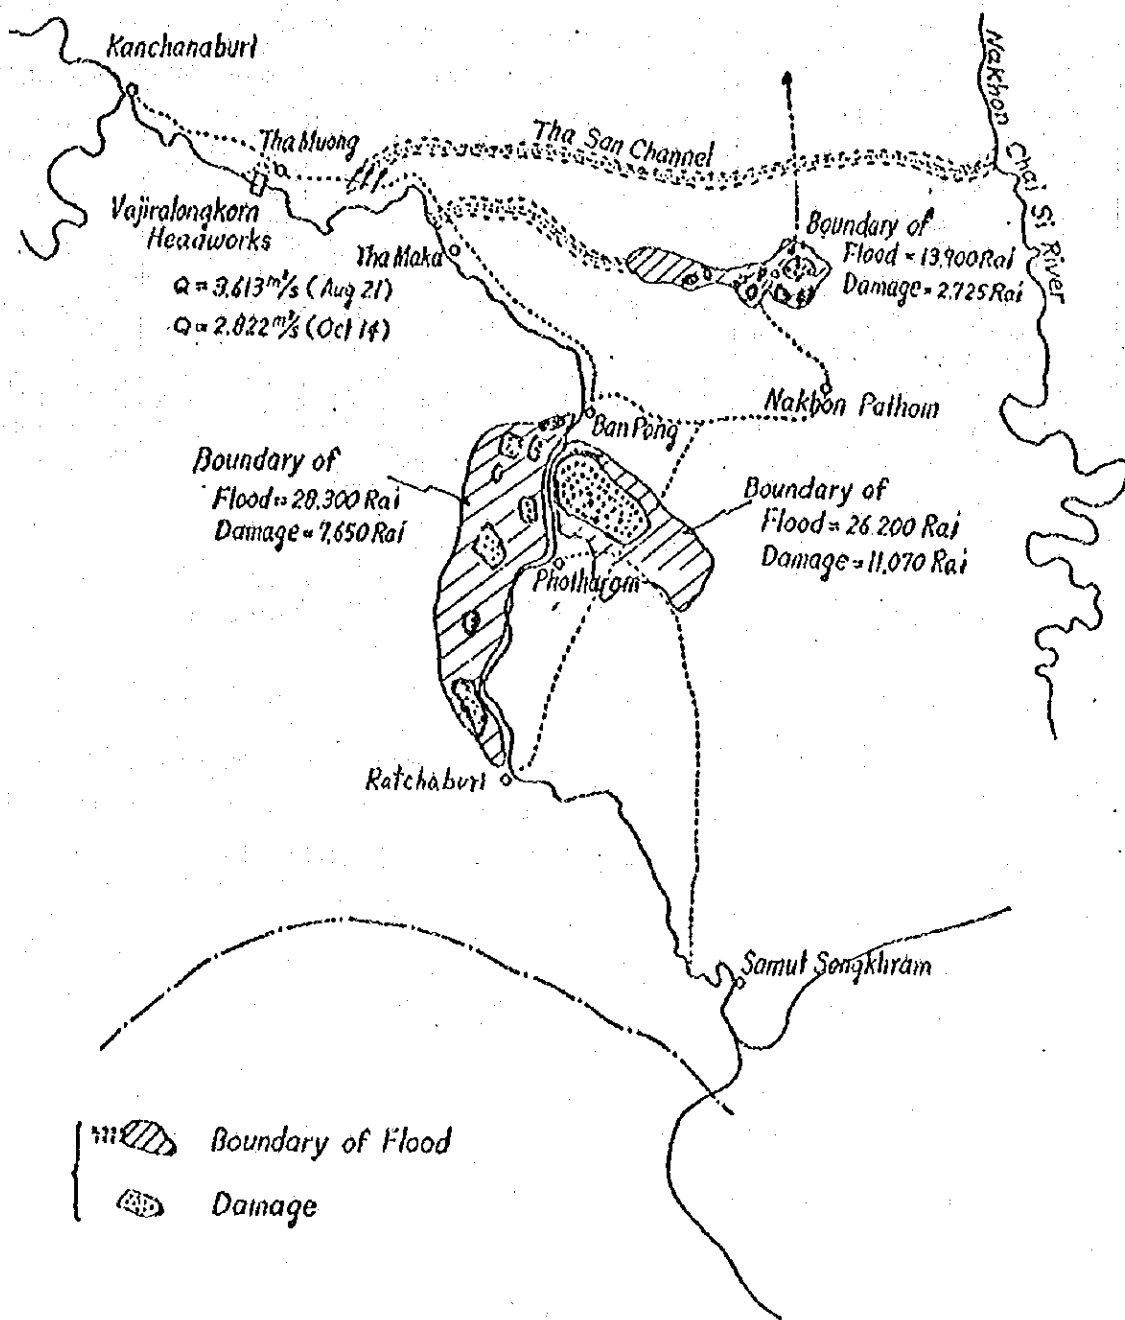 Kanchanaburi
Nakhon Chai Si River
Tha Muong
Tha San Channel
Vajiralongkorn
Headworks
Q = 3.613 m³/s (Aug 21)
Q = 2.822 m³/s (Oct 14)
Tha Maka
Boundary of
Flood = 13,900 Rai
Damage = 2.725 Rai
Nakhon Pathom
Ban Pong
Boundary of
Flood = 28.300 Rai
Damage = 7,650 Rai
Boundary of
Flood = 26.200 Rai
Damage = 11,070 Rai
Photharam
Ratchaburi
Samut Songkhram
Boundary of Flood
Damage